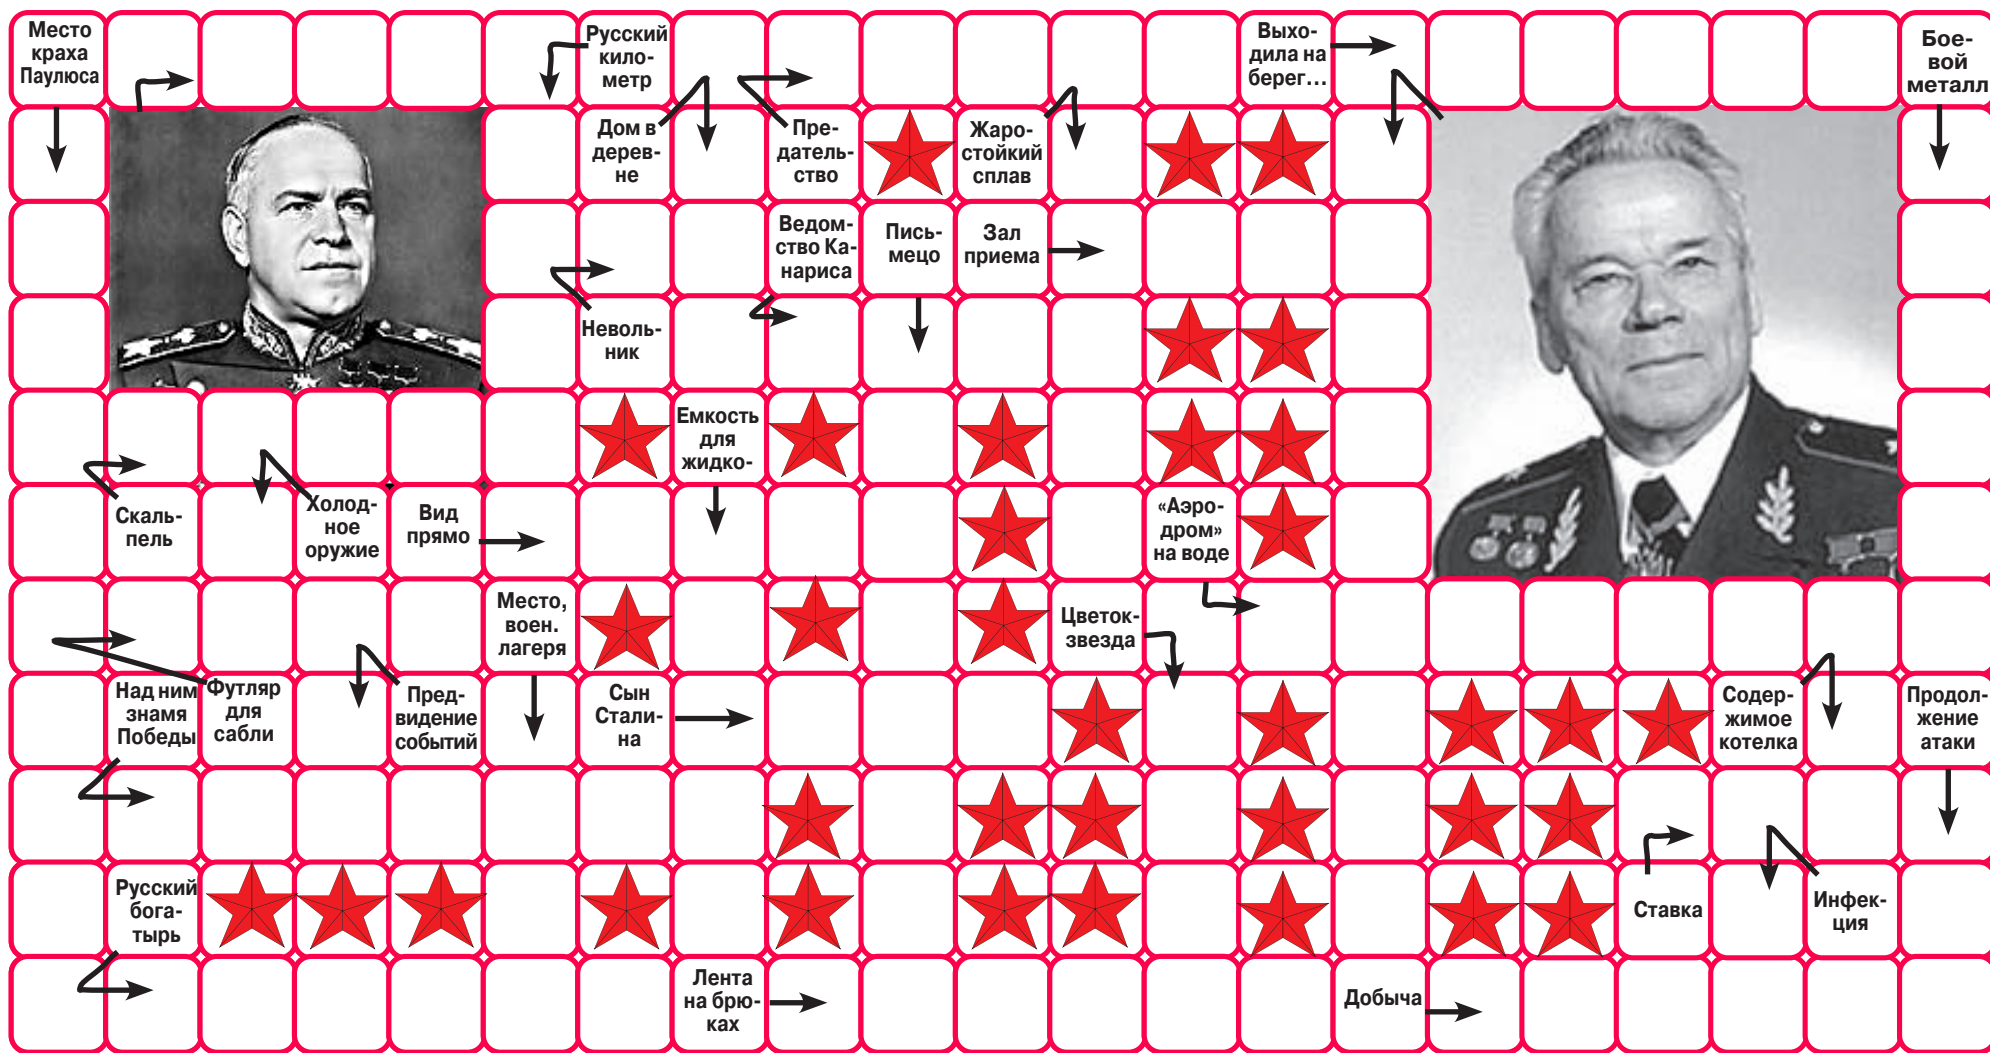 Место
краха
Паулюса
Русский
кило-
метр
Выхо-
дила на
берег...
Бое-
вой
металл
Дом в
дерев-
не
Пре-
датель-
ство
Жаро-
стойкий
сплав
Ведом-
ство Ка-
нариса
Пись-
мецо
Зал
приема
Неволь-
ник
Емкость
для
жидко-
Скаль-
пель
Холод-
ное
оружие
Вид
прямо
«Аэро-
дром»
на воде
Место,
воен.
лагеря
Цветок-
звезда
Над ним
знамя
Победы
Футляр
для
сабли
Пред-
видение
событий
Сын
Стали-
на
Содер-
жимое
котелка
Продол-
жение
атаки
Русский
бога-
тырь
Ставка
Инфек-
ция
Лента
на брю-
ках
Добыча